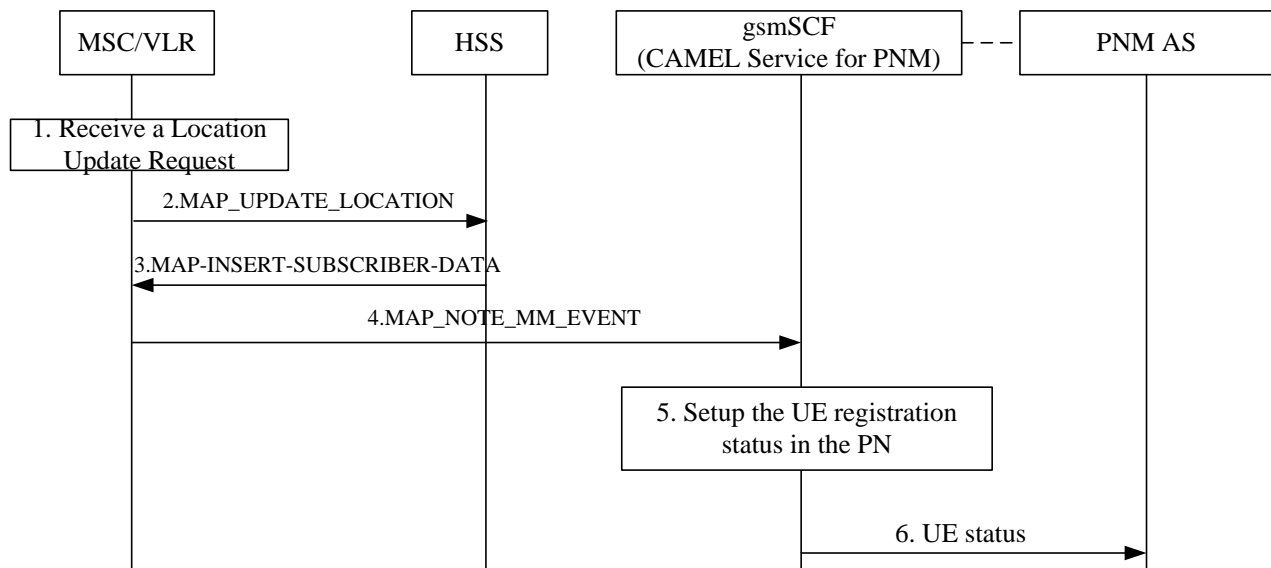 MSC/VLR
HSS
gsmSCF
(CAMEL Service for PNM)
PNM AS
1. Receive a Location
Update Request
2.MAP_UPDATE_LOCATION
3.MAP-INSERT-SUBSCRIBER-DATA
4.MAP_NOTE_MM_EVENT
5. Setup the UE registration
status in the PN
6. UE status